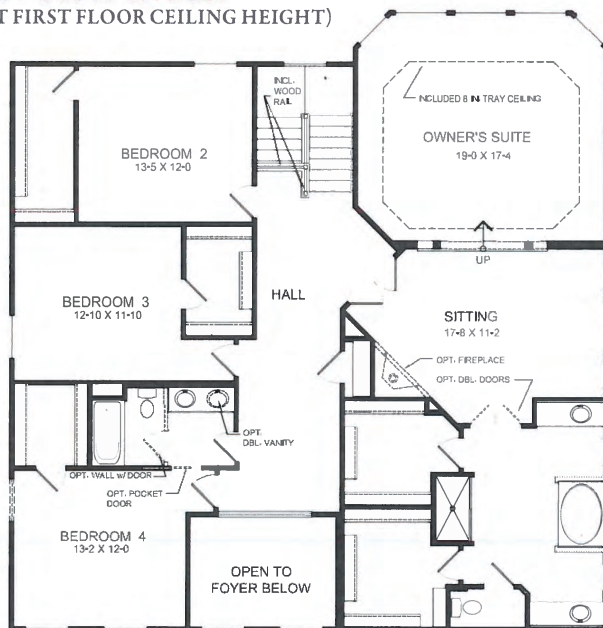 T FIRST FLOOR CEILING HEIGHT)
INCL.
WOOD
RAIL
INCLUDED 8 IN TRAY CEILING
OWNER'S SUITE
19-0 X 17-4
BEDROOM 2
13-5 X 12-0
UP
HALL
BEDROOM 3
12-10 X 11-10
SITTING
17-8 X 11-2
OPT. FIREPLACE
OPT. DBL. DOORS
OPT.
DBL. VANITY
OPT. WALL w/ DOOR
OPT. POCKET
DOOR
BEDROOM 4
13-2 X 12-0
OPEN TO
FOYER BELOW